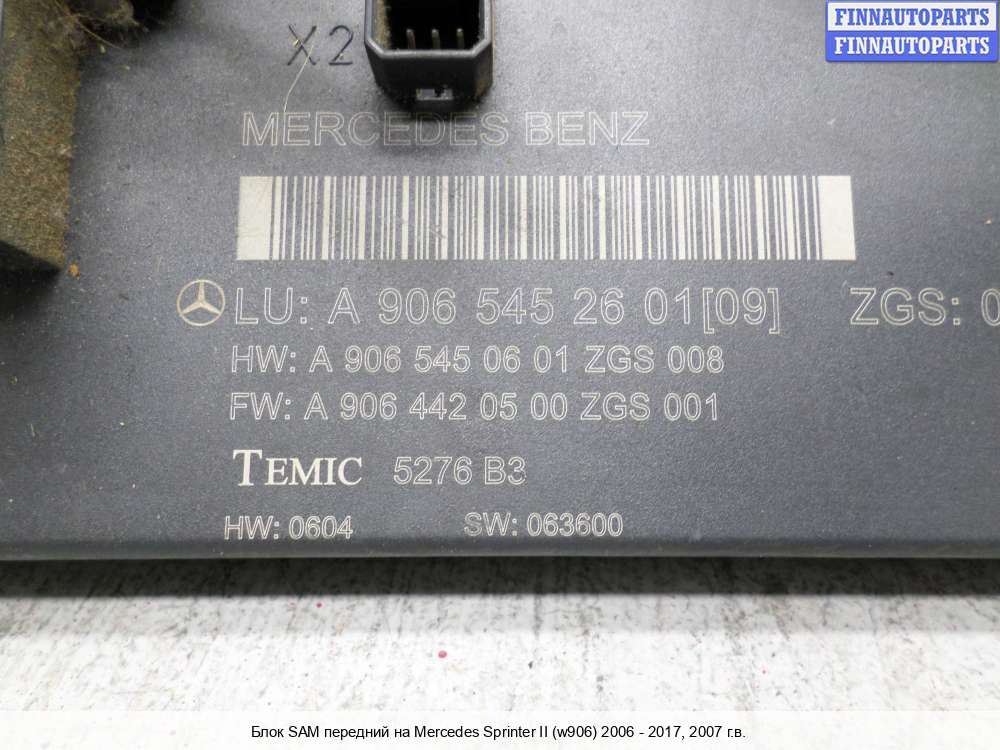 FINNAUTOPARTS
FINNAUTOPARTS
X2
MERCEDES BENZ
LU: A 906 545 26 01[09] ZGS: 0
HW: A 906 545 06 01 ZGS 008
FW: A 906 442 05 00 ZGS 001
TEMIC 5276 B3
HW: 0604 SW: 063600
Блок SAM передний на Mercedes Sprinter II (w906) 2006 - 2017, 2007 г.в.